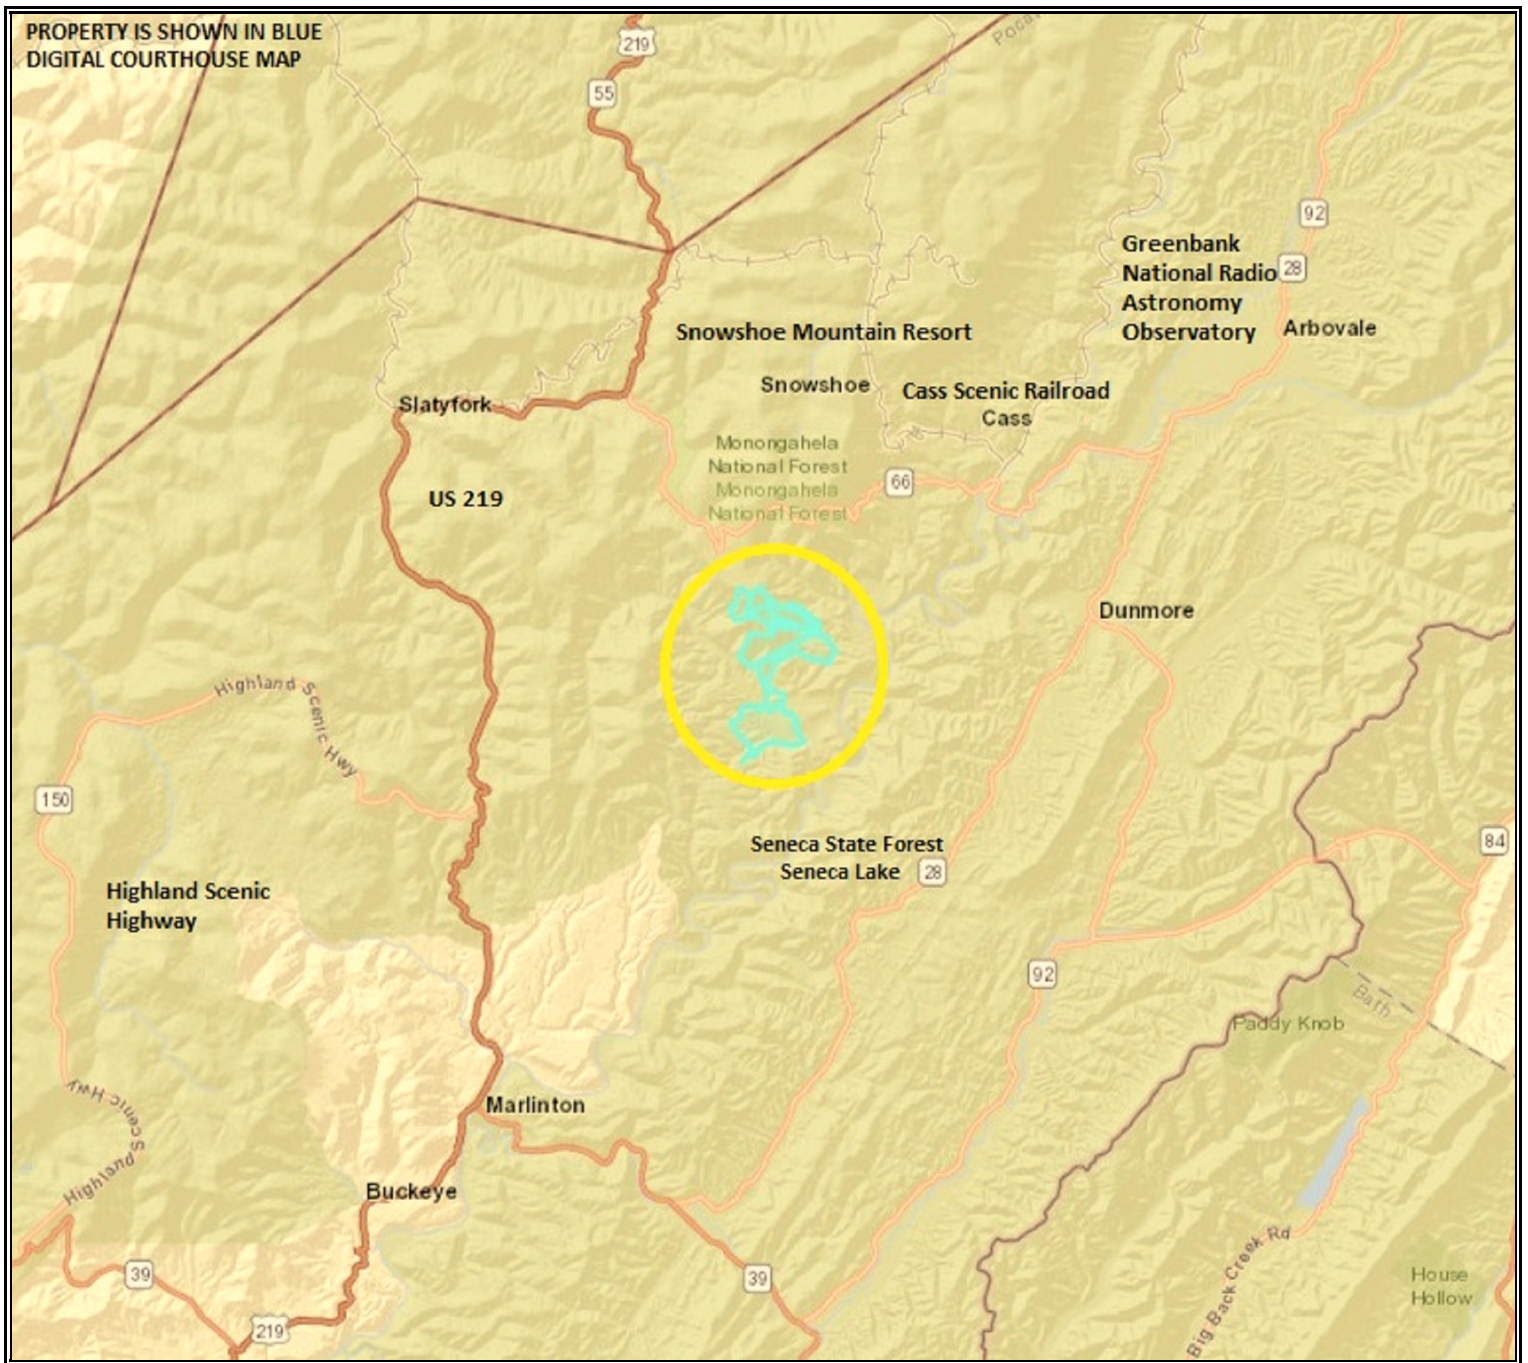 PROPERTY IS SHOWN IN BLUE
DIGITAL COURTHOUSE MAP
219
55
92
28
Greenbank
National Radio
Astronomy
Observatory
Arbovale
Snowshoe Mountain Resort
Snowshoe
Cass Scenic Railroad
Cass
Slatyfork
Monongahela
National Forest
Monongahela
National Forest
66
US 219
Dunmore
Highland Scenic Hwy
150
84
Seneca State Forest
Seneca Lake
28
Highland Scenic
Highway
92
Bath
Paddy Knob
Highland Scenic Hwy
Marlinton
Buckeye
39
39
219
Big Back Creek Rd
House
Hollow